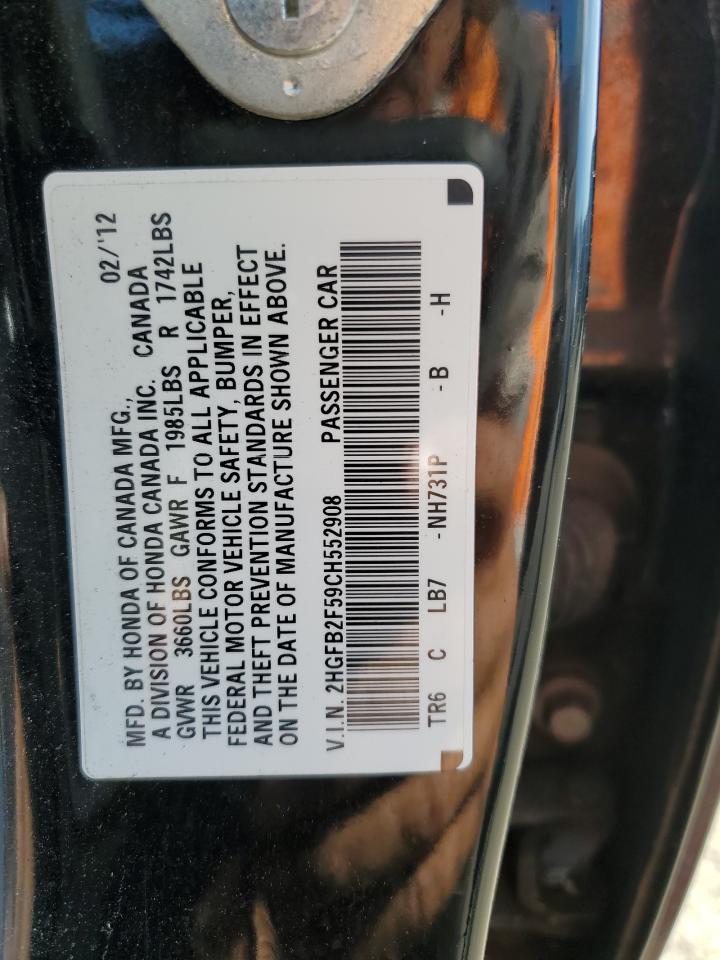 MFD. BY HONDA OF CANADA MFG., 02/'12
A DIVISION OF HONDA CANADA INC. CANADA
GVWR 3660LBS GAWR F 1985LBS R 1742LBS
THIS VEHICLE CONFORMS TO ALL APPLICABLE
FEDERAL MOTOR VEHICLE SAFETY, BUMPER,
AND THEFT PREVENTION STANDARDS IN EFFECT
ON THE DATE OF MANUFACTURE SHOWN ABOVE.
V.I.N. 2HGFB2F59CH552908 PASSENGER CAR
TR6 C LB7 -NH731P -B -H